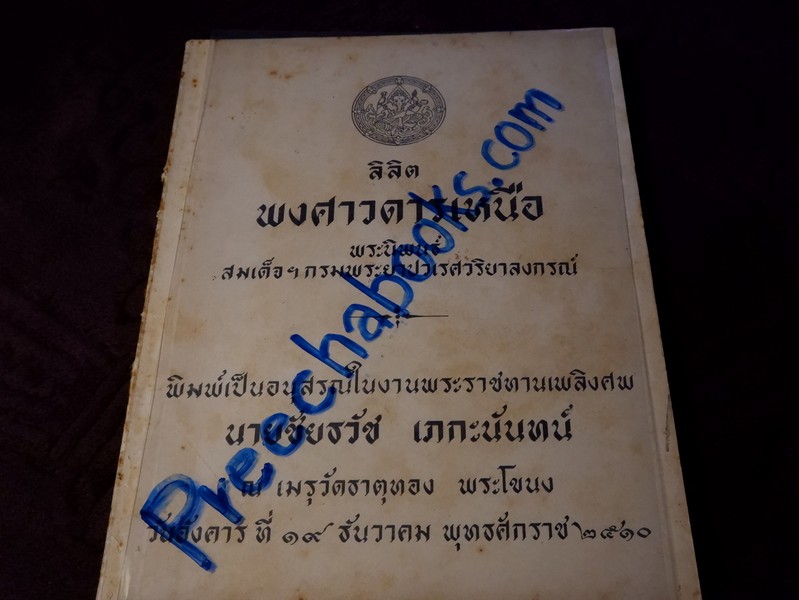 ลิลิต
พงศาวดารเหนือ
พระนิพนธ์
สมเด็จฯ กรมพระยาปวเรศวริยาลงกรณ์
พิมพ์เป็นอนุสรณ์ในงานพระราชทานเพลิงศพ
นายชัยธวัช เภกะนันทน์
ณ เมรุวัดธาตุทอง พระโขนง
วันอังคาร ที่ ๑๙ ธันวาคม พุทธศักราช ๒๕๑๐
Preechabooks.com